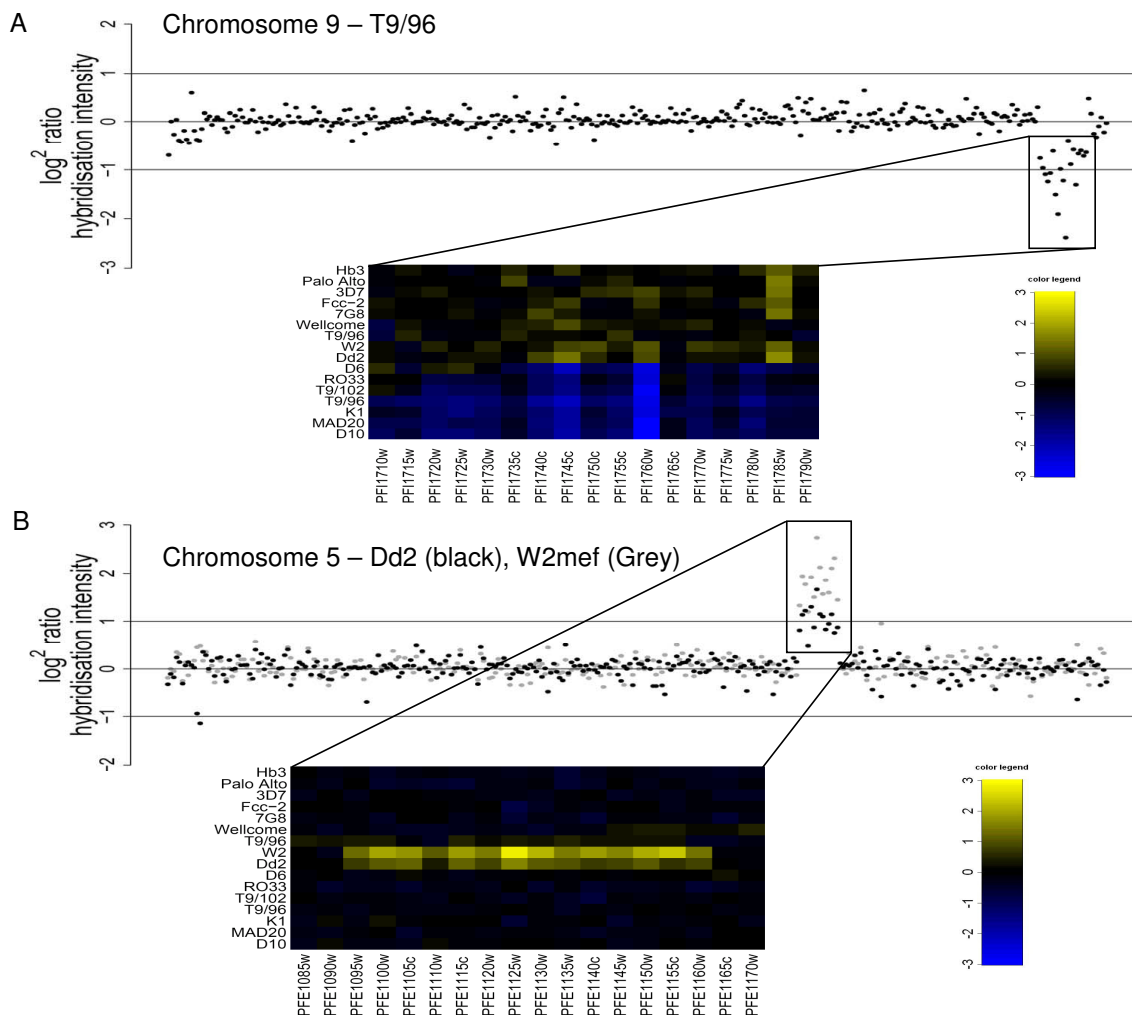 A
Chromosome 9 – T9/96
log² ratio
hybridisation intensity
2
1
0
-1
-2
-3
Hb3
Palo Alto
3D7
Fcc−2
7G8
Wellcome
T9/96
W2
Dd2
D6
RO33
T9/102
T9/96
K1
MAD20
D10
PFI1710w
PFI1715w
PFI1720w
PFI1725w
PFI1730w
PFI1735c
PFI1740c
PFI1745c
PFI1750c
PFI1755c
PFI1760w
PFI1765c
PFI1770w
PFI1775w
PFI1780w
PFI1785w
PFI1790w
color legend
3
2
1
0
-1
-2
-3
B
Chromosome 5 – Dd2 (black), W2mef (Grey)
log² ratio
hybridisation intensity
3
2
1
0
-1
-2
Hb3
Palo Alto
3D7
Fcc−2
7G8
Wellcome
T9/96
W2
Dd2
D6
RO33
T9/102
T9/96
K1
MAD20
D10
PFE1085w
PFE1090w
PFE1095w
PFE1100w
PFE1105c
PFE1110w
PFE1115c
PFE1120w
PFE1125w
PFE1130w
PFE1135w
PFE1140c
PFE1145w
PFE1150w
PFE1155c
PFE1160w
PFE1165c
PFE1170w
color legend
3
2
1
0
-1
-2
-3